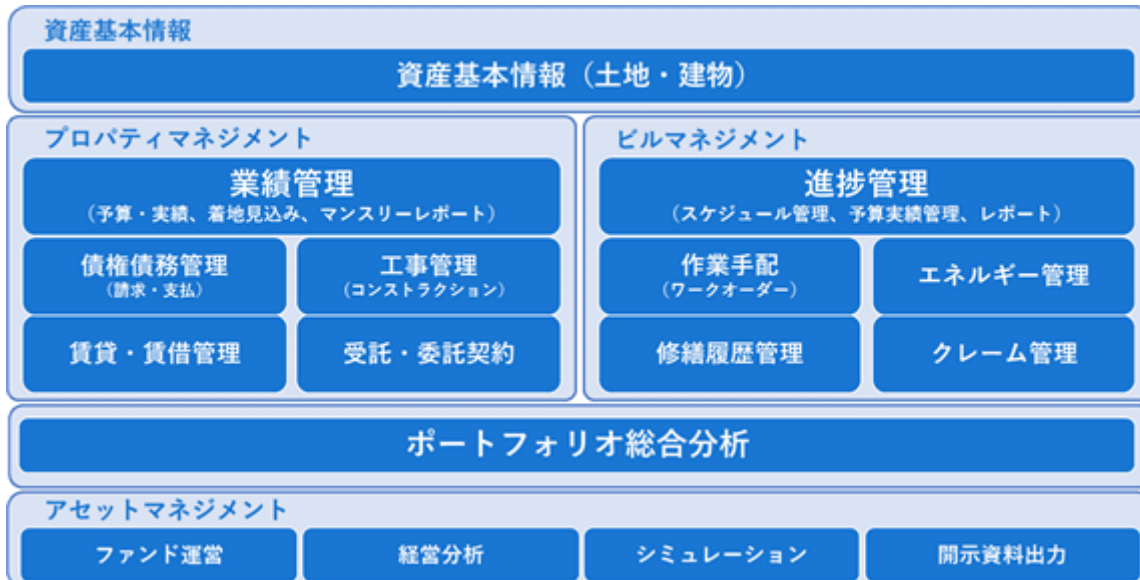 資産基本情報
資産基本情報（土地・建物）
プロパティマネジメント
業績管理
（予算・実績、着地見込み、マンスリーレポート）
債権債務管理
（請求・支払）
工事管理
（コンストラクション）
賃貸・賃借管理
受託・委託契約
ビルマネジメント
進捗管理
（スケジュール管理、予算実績管理、レポート）
作業手配
（ワークオーダー）
エネルギー管理
修繕履歴管理
クレーム管理
ポートフォリオ総合分析
アセットマネジメント
ファンド運営
経営分析
シミュレーション
開示資料出力